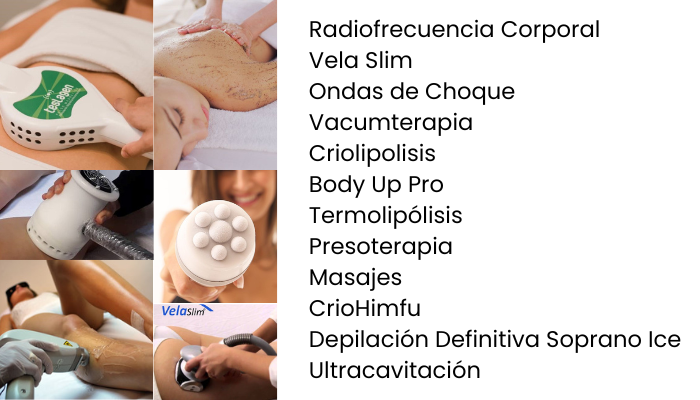 teslagen
VelaSlim
Radiofrecuencia Corporal
Vela Slim
Ondas de Choque
Vacumterapia
Criolipolisis
Body Up Pro
Termolipólisis
Presoterapia
Masajes
CrioHimfu
Depilación Definitiva Soprano Ice
Ultracavitación